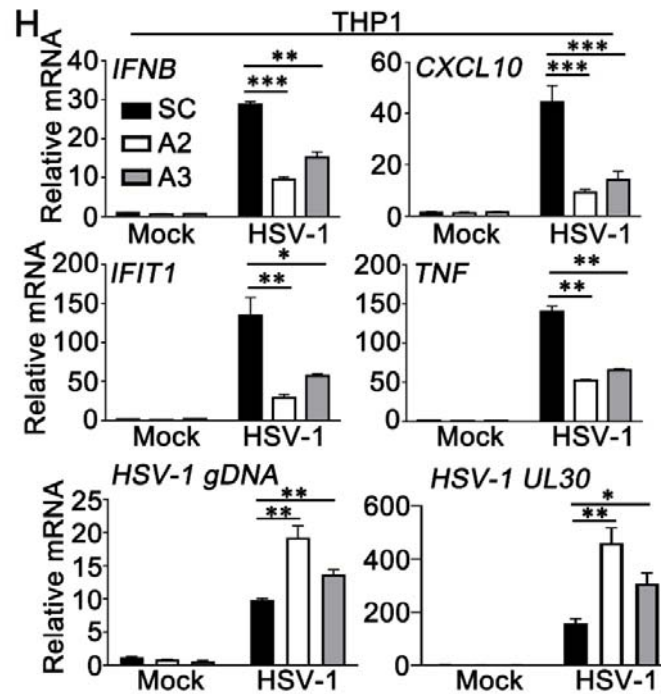 H
THP1
IFNB
Relative mRNA
40
30
20
10
0
SC
A2
A3
***
**
Mock
HSV-1
CXCL10
60
40
20
0
***
***
Mock
HSV-1
IFIT1
Relative mRNA
200
150
100
50
0
*
**
Mock
HSV-1
TNF
200
150
100
50
0
**
**
Mock
HSV-1
HSV-1 gDNA
Relative mRNA
25
20
15
10
5
0
**
**
Mock
HSV-1
HSV-1 UL30
600
400
200
*
**
Mock
HSV-1